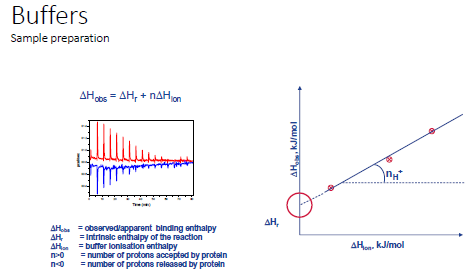 Buffers
Sample preparation
ΔHobs = ΔHr + nΔHion
Time (min)
ΔHobs = observed/apparent binding enthalpy
ΔHr = intrinsic enthalpy of the reaction
ΔHion = buffer ionisation enthalpy
n>0 = number of protons accepted by protein
n<0 = number of protons released by protein
ΔHobs, kJ/mol
nH+
ΔHr
ΔHion, kJ/mol